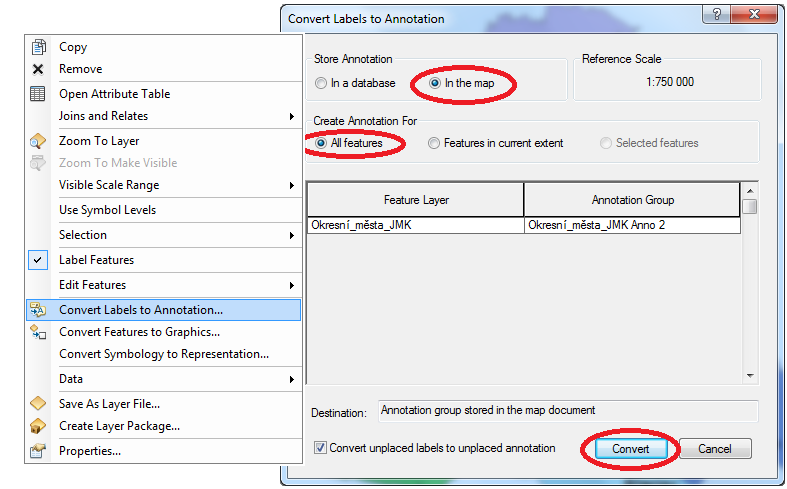 Copy
Remove
Open Attribute Table
Joins and Relates
Zoom To Layer
Zoom To Make Visible
Visible Scale Range
Use Symbol Levels
Selection
Label Features
Edit Features
Convert Labels to Annotation...
Convert Features to Graphics...
Convert Symbology to Representation...
Data
Save As Layer File...
Create Layer Package...
Properties...
Convert Labels to Annotation
Store Annotation
In a database
In the map
Reference Scale
1:750 000
Create Annotation For
All features
Features in current extent
Selected features
Feature Layer
Annotation Group
Okresní_města_JMK
Okresní_města_JMK Anno 2
Destination:
Annotation group stored in the map document
Convert unplaced labels to unplaced annotation
Convert
Cancel